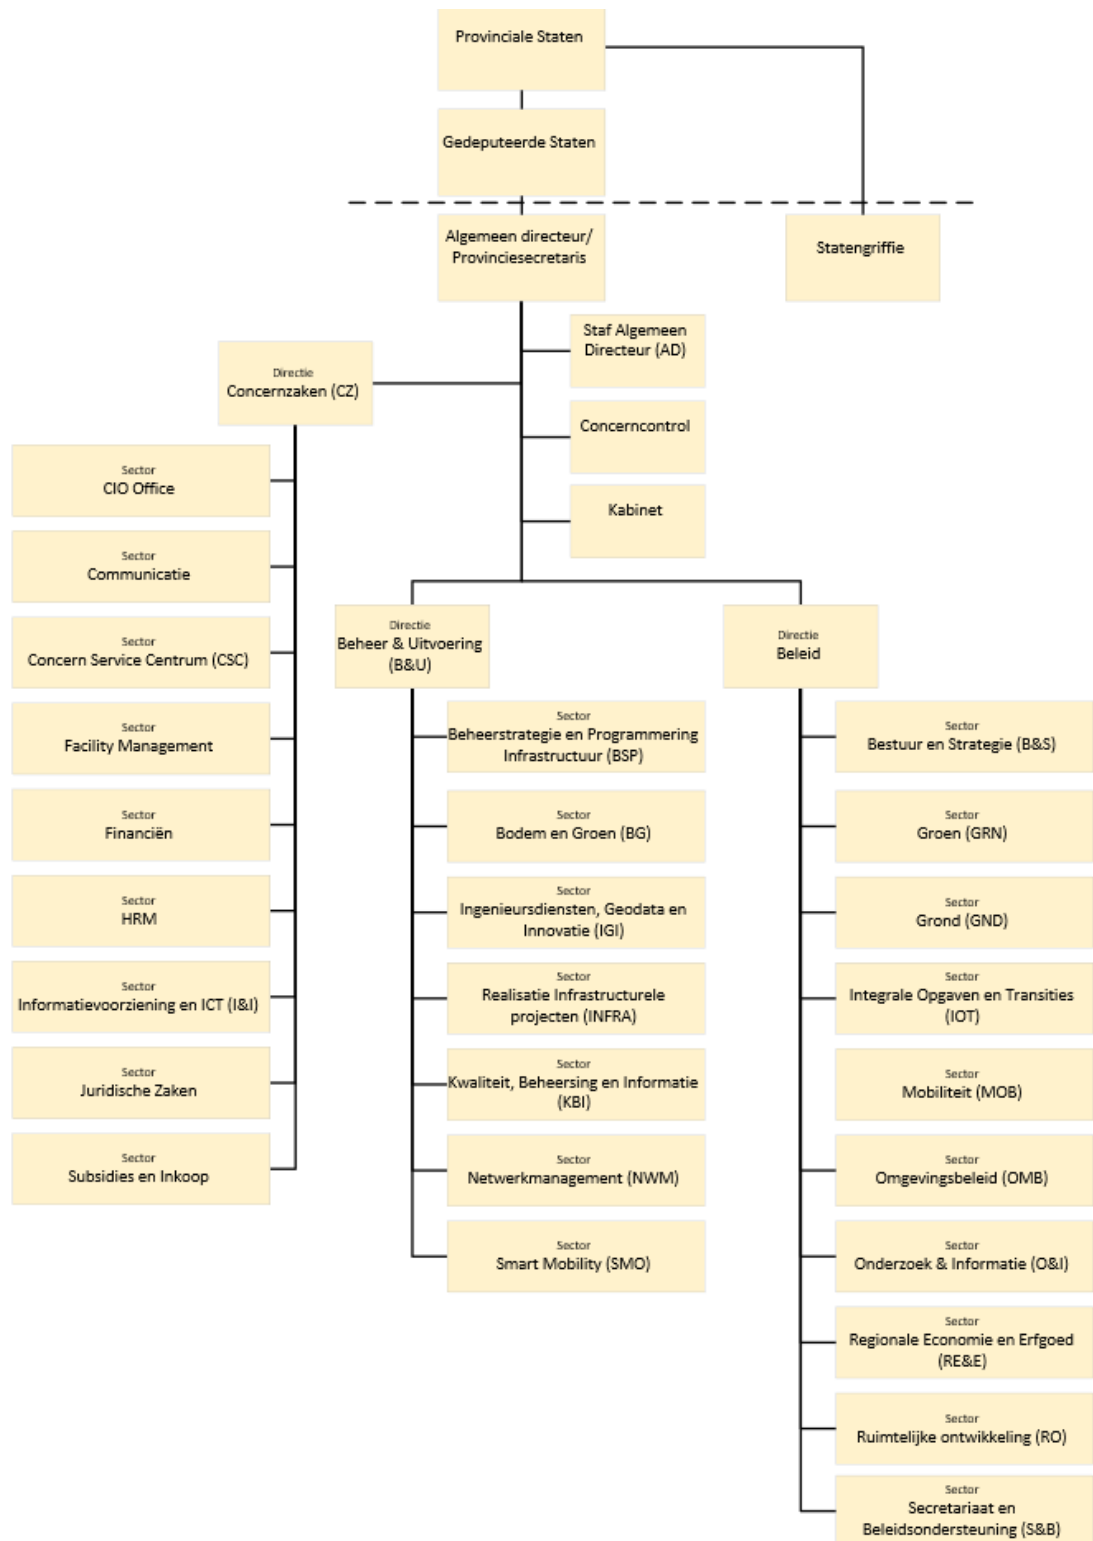 Provinciale Staten
Gedeputeerde Staten
Algemeen directeur/
Provinciesecretaris
Statengriffie
Staf Algemeen
Directeur (AD)
Concerncontrol
Kabinet
Directie
Concernzaken (CZ)
Sector
CIO Office
Sector
Communicatie
Sector
Concern Service Centrum (CSC)
Sector
Facility Management
Sector
Financiën
Sector
HRM
Sector
Informatievoorziening en ICT (I&I)
Sector
Juridische Zaken
Sector
Subsidies en Inkoop
Directie
Beheer & Uitvoering
(B&U)
Sector
Beheerstrategie en Programmering
Infrastructuur (BSP)
Sector
Bodem en Groen (BG)
Sector
Ingenieursdiensten, Geodata en
Innovatie (IGI)
Sector
Realisatie Infrastructurele
projecten (INFRA)
Sector
Kwaliteit, Beheersing en Informatie
(KBI)
Sector
Netwerkmanagement (NWM)
Sector
Smart Mobility (SMO)
Directie
Beleid
Sector
Bestuur en Strategie (B&S)
Sector
Groen (GRN)
Sector
Grond (GND)
Sector
Integrale Opgaven en Transities
(IOT)
Sector
Mobiliteit (MOB)
Sector
Omgevingsbeleid (OMB)
Sector
Onderzoek & Informatie (O&I)
Sector
Regionale Economie en Erfgoed
(RE&E)
Sector
Ruimtelijke ontwikkeling (RO)
Sector
Secretariaat en
Beleidsondersteuning (S&B)